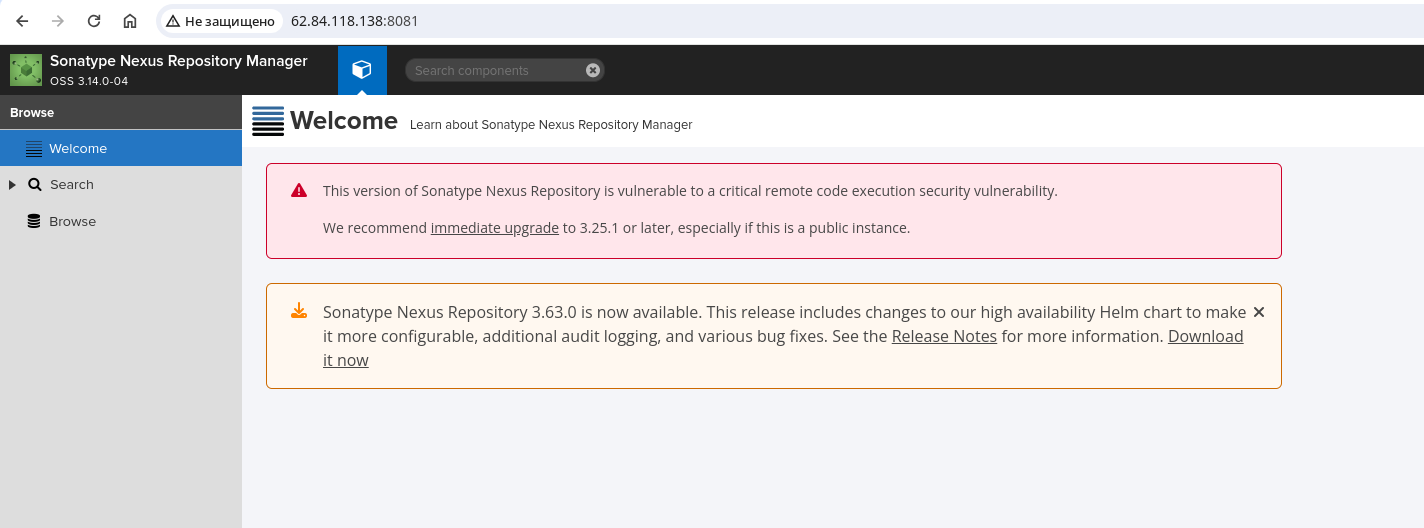 Не защищено 62.84.118.138:8081
Sonatype Nexus Repository Manager
OSS 3.14.0-04
Search components
Browse
Welcome
Search
Browse
Welcome Learn about Sonatype Nexus Repository Manager
This version of Sonatype Nexus Repository is vulnerable to a critical remote code execution security vulnerability.
We recommend immediate upgrade to 3.25.1 or later, especially if this is a public instance.
Sonatype Nexus Repository 3.63.0 is now available. This release includes changes to our high availability Helm chart to make
it more configurable, additional audit logging, and various bug fixes. See the Release Notes for more information. Download
it now